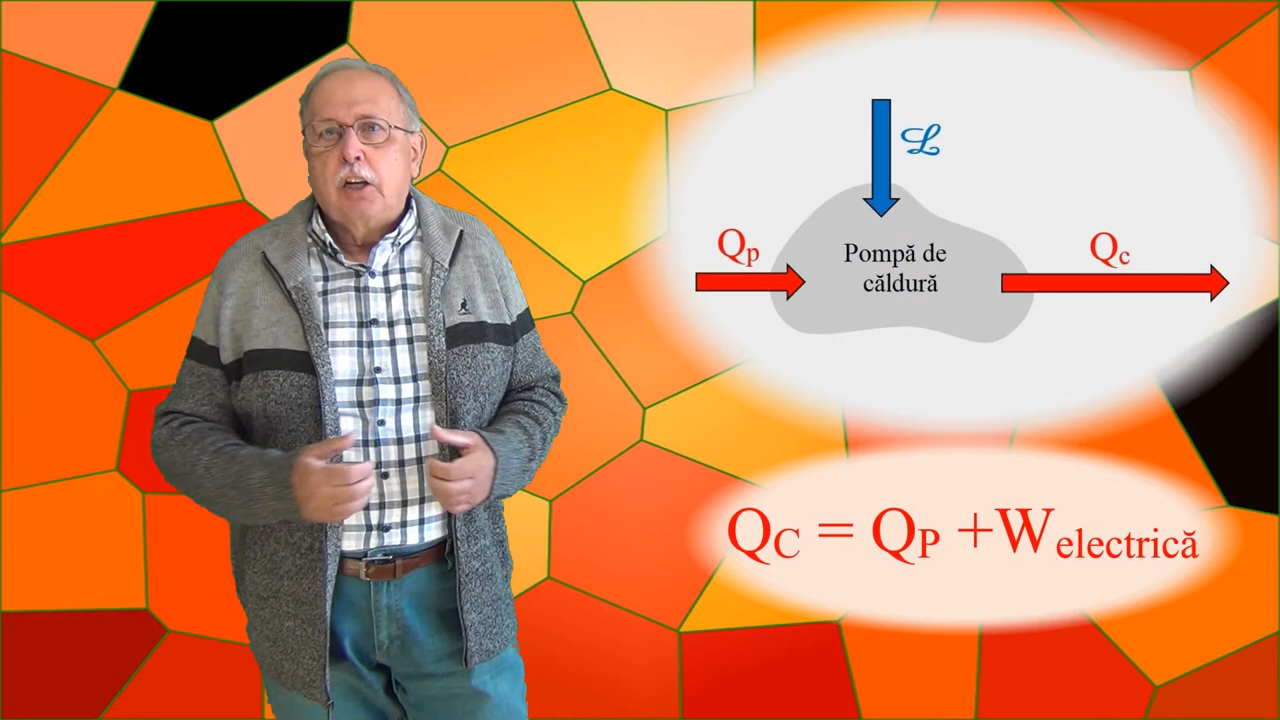 ℒ
Qp
Pompă de
căldură
Qc
QC = QP +Welectrică